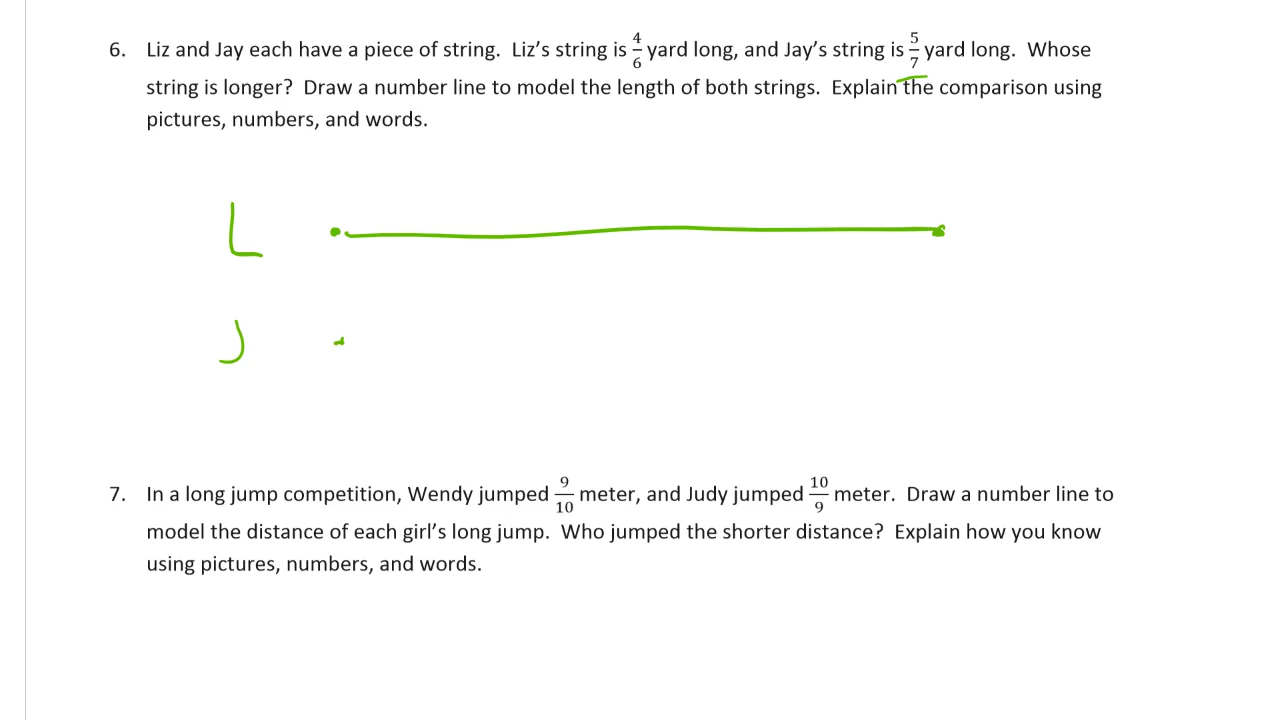 6. Liz and Jay each have a piece of string. Liz’s string is 4/6 yard long, and Jay’s string is 5/7 yard long. Whose
string is longer? Draw a number line to model the length of both strings. Explain the comparison using
pictures, numbers, and words.
L
J
7. In a long jump competition, Wendy jumped 9/10 meter, and Judy jumped 10/9 meter. Draw a number line to
model the distance of each girl’s long jump. Who jumped the shorter distance? Explain how you know
using pictures, numbers, and words.